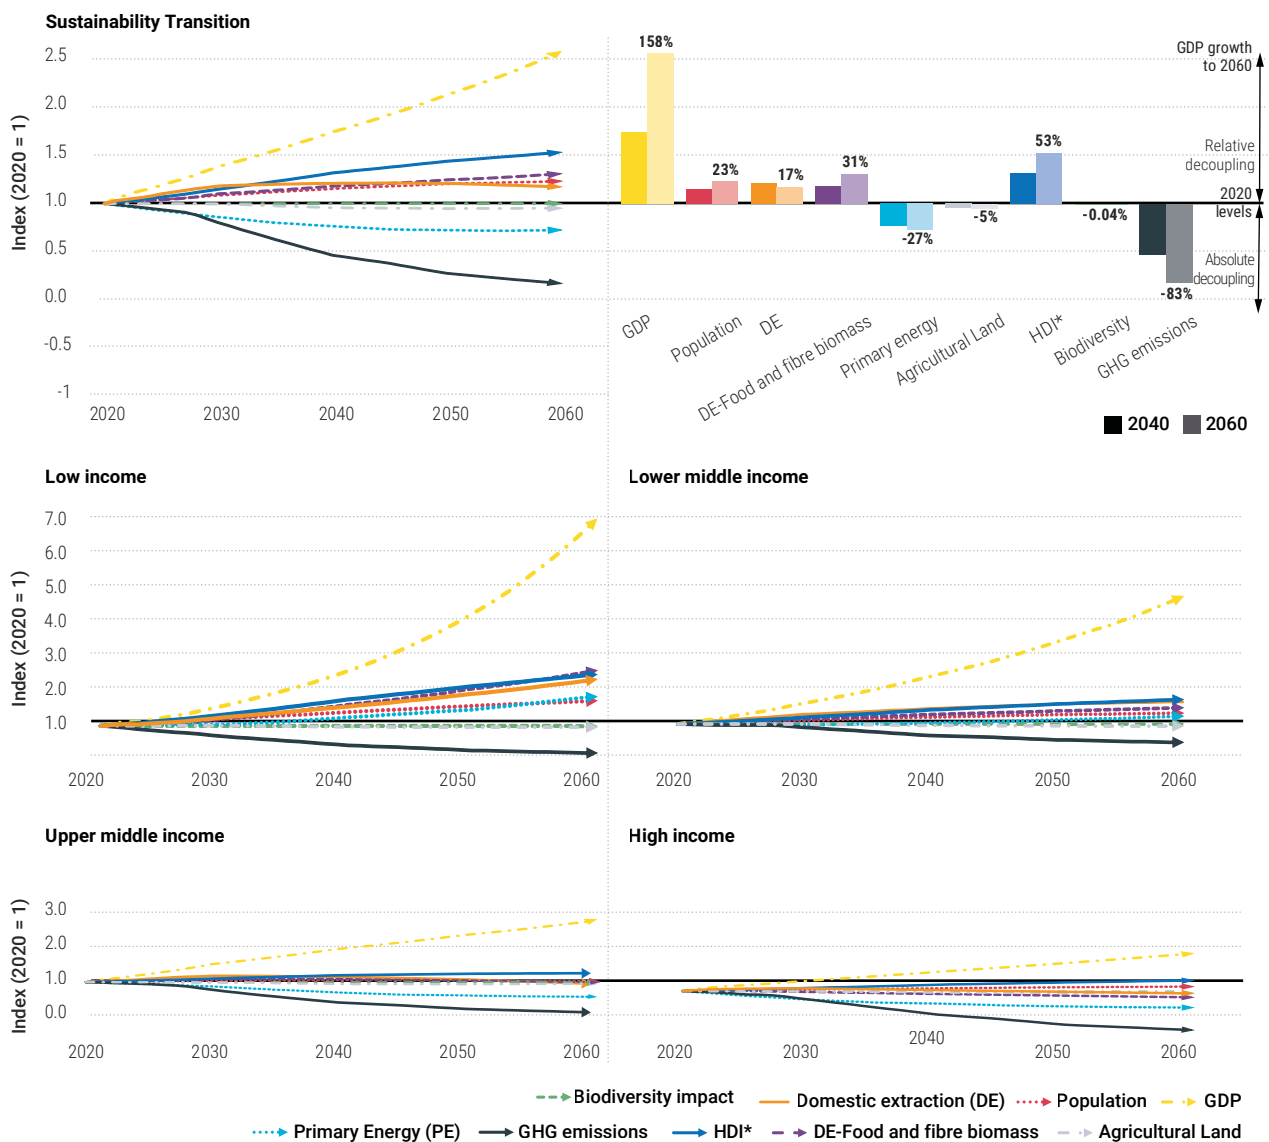 Sustainability Transition
Index (2020 = 1)
2.5
2.0
1.5
1.0
0.5
0.0
-0.5
-1
2020 2030 2040 2050 2060
158%
23%
17%
31%
-27%
-5%
53%
-0.04%
-83%
GDP growth
to 2060
Relative
decoupling
2020
levels
Absolute
decoupling
GDP
Population
DE
DE-Food and fibre biomass
Primary energy
Agricultural Land
HDI*
Biodiversity
GHG emissions
2040 2060
Low income
Index (2020 = 1)
7.0
6.0
5.0
4.0
3.0
2.0
1.0
2020 2030 2040 2050 2060
Lower middle income
2020 2030 2040 2050 2060
Upper middle income
Index (2020 = 1)
3.0
2.0
1.0
0.0
2020 2030 2040 2050 2060
High income
2020 2030 2040 2050 2060
Biodiversity impact Domestic extraction (DE) Population GDP
Primary Energy (PE) GHG emissions HDI* DE-Food and fibre biomass Agricultural Land